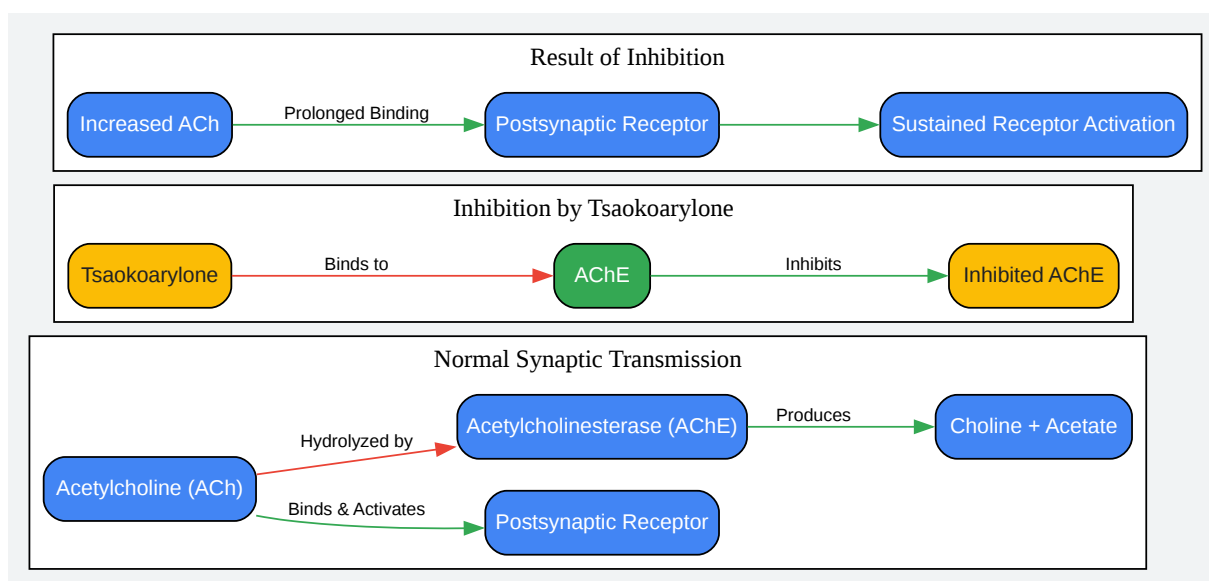 Result of Inhibition
Increased ACh
Prolonged Binding
Postsynaptic Receptor
Sustained Receptor Activation
Inhibition by Tsaokoarylone
Tsaokoarylone
Binds to
AChE
Inhibits
Inhibited AChE
Normal Synaptic Transmission
Acetylcholine (ACh)
Hydrolyzed by
Acetylcholinesterase (AChE)
Produces
Choline + Acetate
Binds & Activates
Postsynaptic Receptor